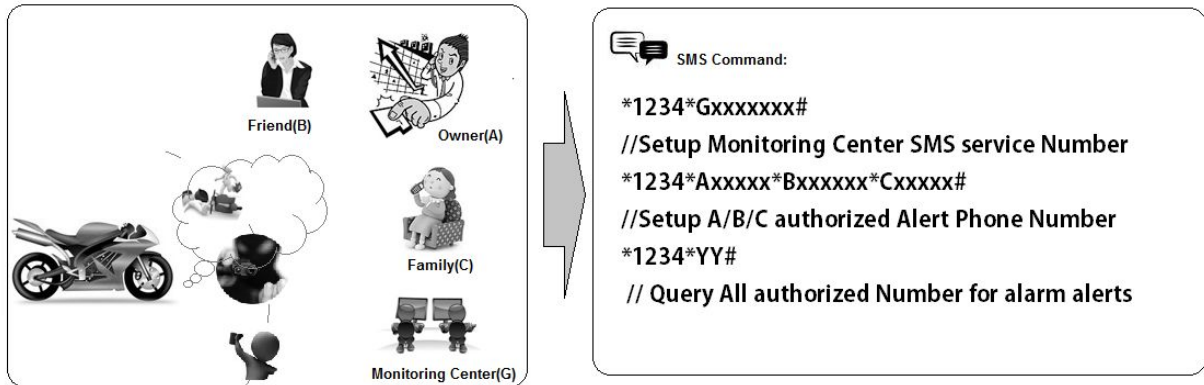 Friend(B)
Owner(A)
Family(C)
Monitoring Center(G)
SMS Command:
*1234*Gxxxxxxx#
//Setup Monitoring Center SMS service Number
*1234*Axxxxx*Bxxxxxx*Cxxxxx#
//Setup A/B/C authorized Alert Phone Number
*1234*YY#
// Query All authorized Number for alarm alerts